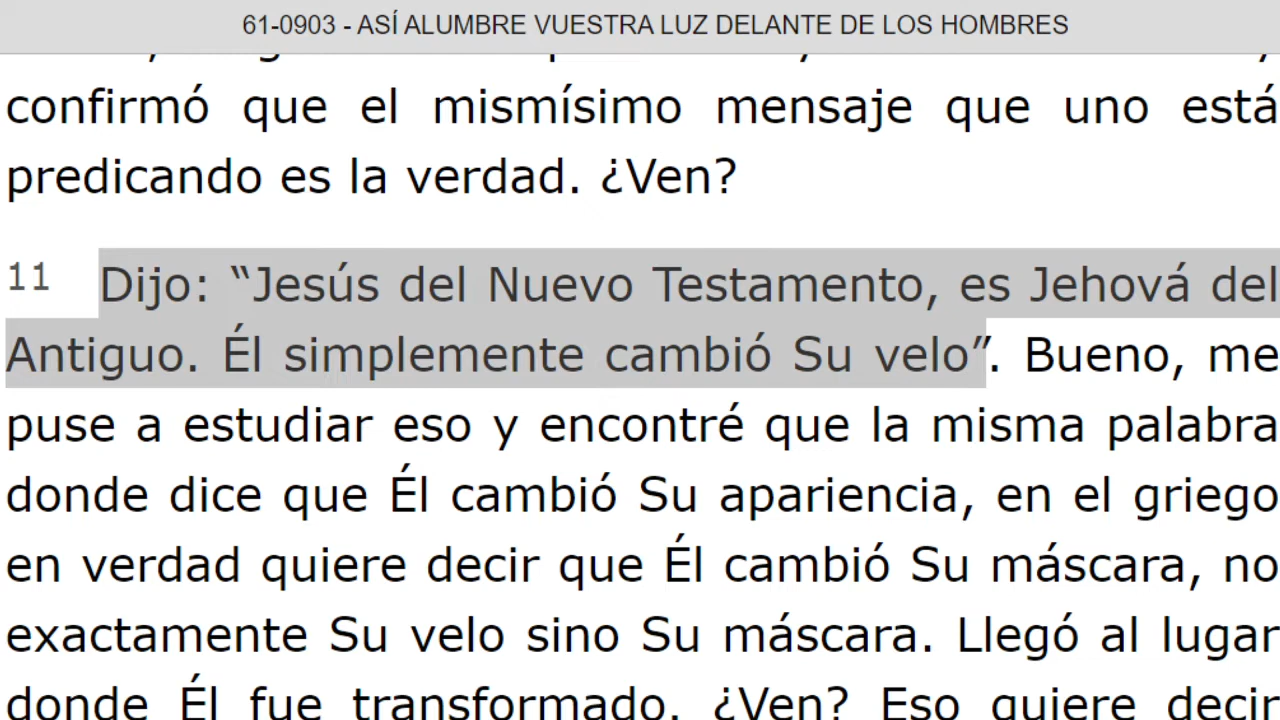 61-0903 - ASÍ ALUMBRE VUESTRA LUZ DELANTE DE LOS HOMBRES
confirmó que el mismísimo mensaje que uno está
predicando es la verdad. ¿Ven?
11 Dijo: “Jesús del Nuevo Testamento, es Jehová del
Antiguo. Él simplemente cambió Su velo”. Bueno, me
puse a estudiar eso y encontré que la misma palabra
donde dice que Él cambió Su apariencia, en el griego
en verdad quiere decir que Él cambió Su máscara, no
exactamente Su velo sino Su máscara. Llegó al lugar
donde Él fue transformado. ¿Ven? Eso quiere decir